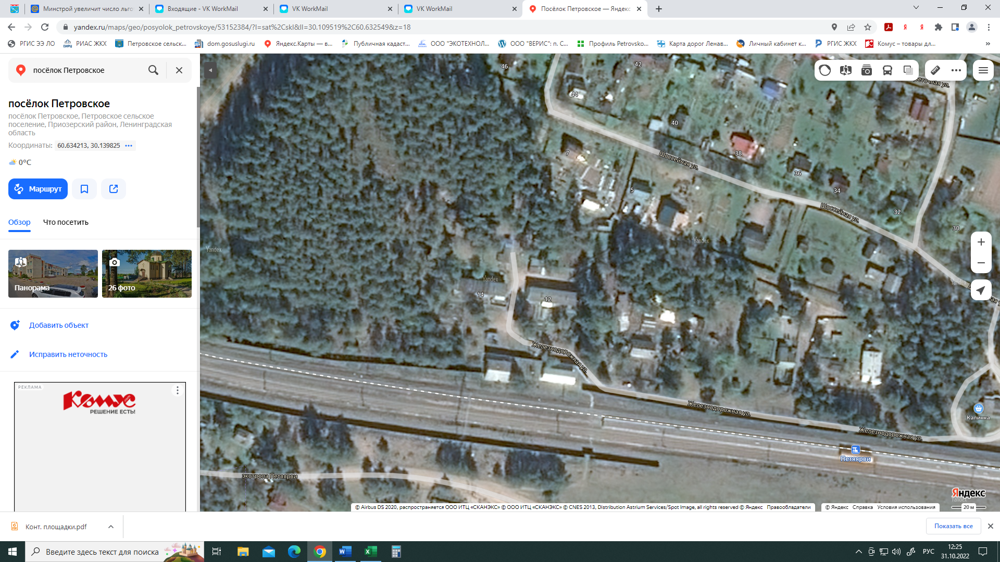 Минстрой увеличит число льго
Входящие - VK WorkMail
VK WorkMail
VK WorkMail
Посёлок Петровское — Яндекс
yandex.ru/maps/geo/posyolok_petrovskoye/53152384/?l=sat%2Cskl&ll=30.109519%2C60.632549&z=18
РГИС ЭЭ ЛО
РИАС ЖКХ
Петровское сельск...
dom.gosuslugi.ru
Яндекс.Карты — в...
Публичная кадаст...
ООО "ЭКОТЕХНОЛ...
ООО "ВЕРИС": п. С...
Профиль Petrovsko...
Карта дорог Ленав...
Личный кабинет к...
РГИС ЖКХ
Комус – товары дл...
посёлок Петровское
посёлок Петровское
посёлок Петровское, Петровское сельское
поселение, Приозерский район, Ленинградская
область
Координаты: 60.634213, 30.139825
0°C
Маршрут
Обзор
Что посетить
Панорама
26 фото
Добавить объект
Исправить неточность
РЕКЛАМА
Комус
РЕШЕНИЕ ЕСТЬ!
46
42
44
40
7
38
Шоссейная ул.
36
5
34
Шоссейная ул.
32
30
Yandex
Yandex
Yandex
Yandex
14
12
Железнодорожная ул.
Железнодорожная ул.
Железнодорожная ул.
Калинка
Петяярви
экотропа Петяярви
Яндекс
Yandex
© Airbus DS 2020, распространяется ООО ИТЦ «СКАНЭКС» © ООО ИТЦ «СКАНЭКС» © CNES 2013, Distribution Astrium Services/Spot Image, all rights reserved © Яндекс Правообладатели
© Яндекс Справка Условия использования
20 м
Конт. площадки.pdf
Показать все
Введите здесь текст для поиска
РУС
12:25
31.10.2022